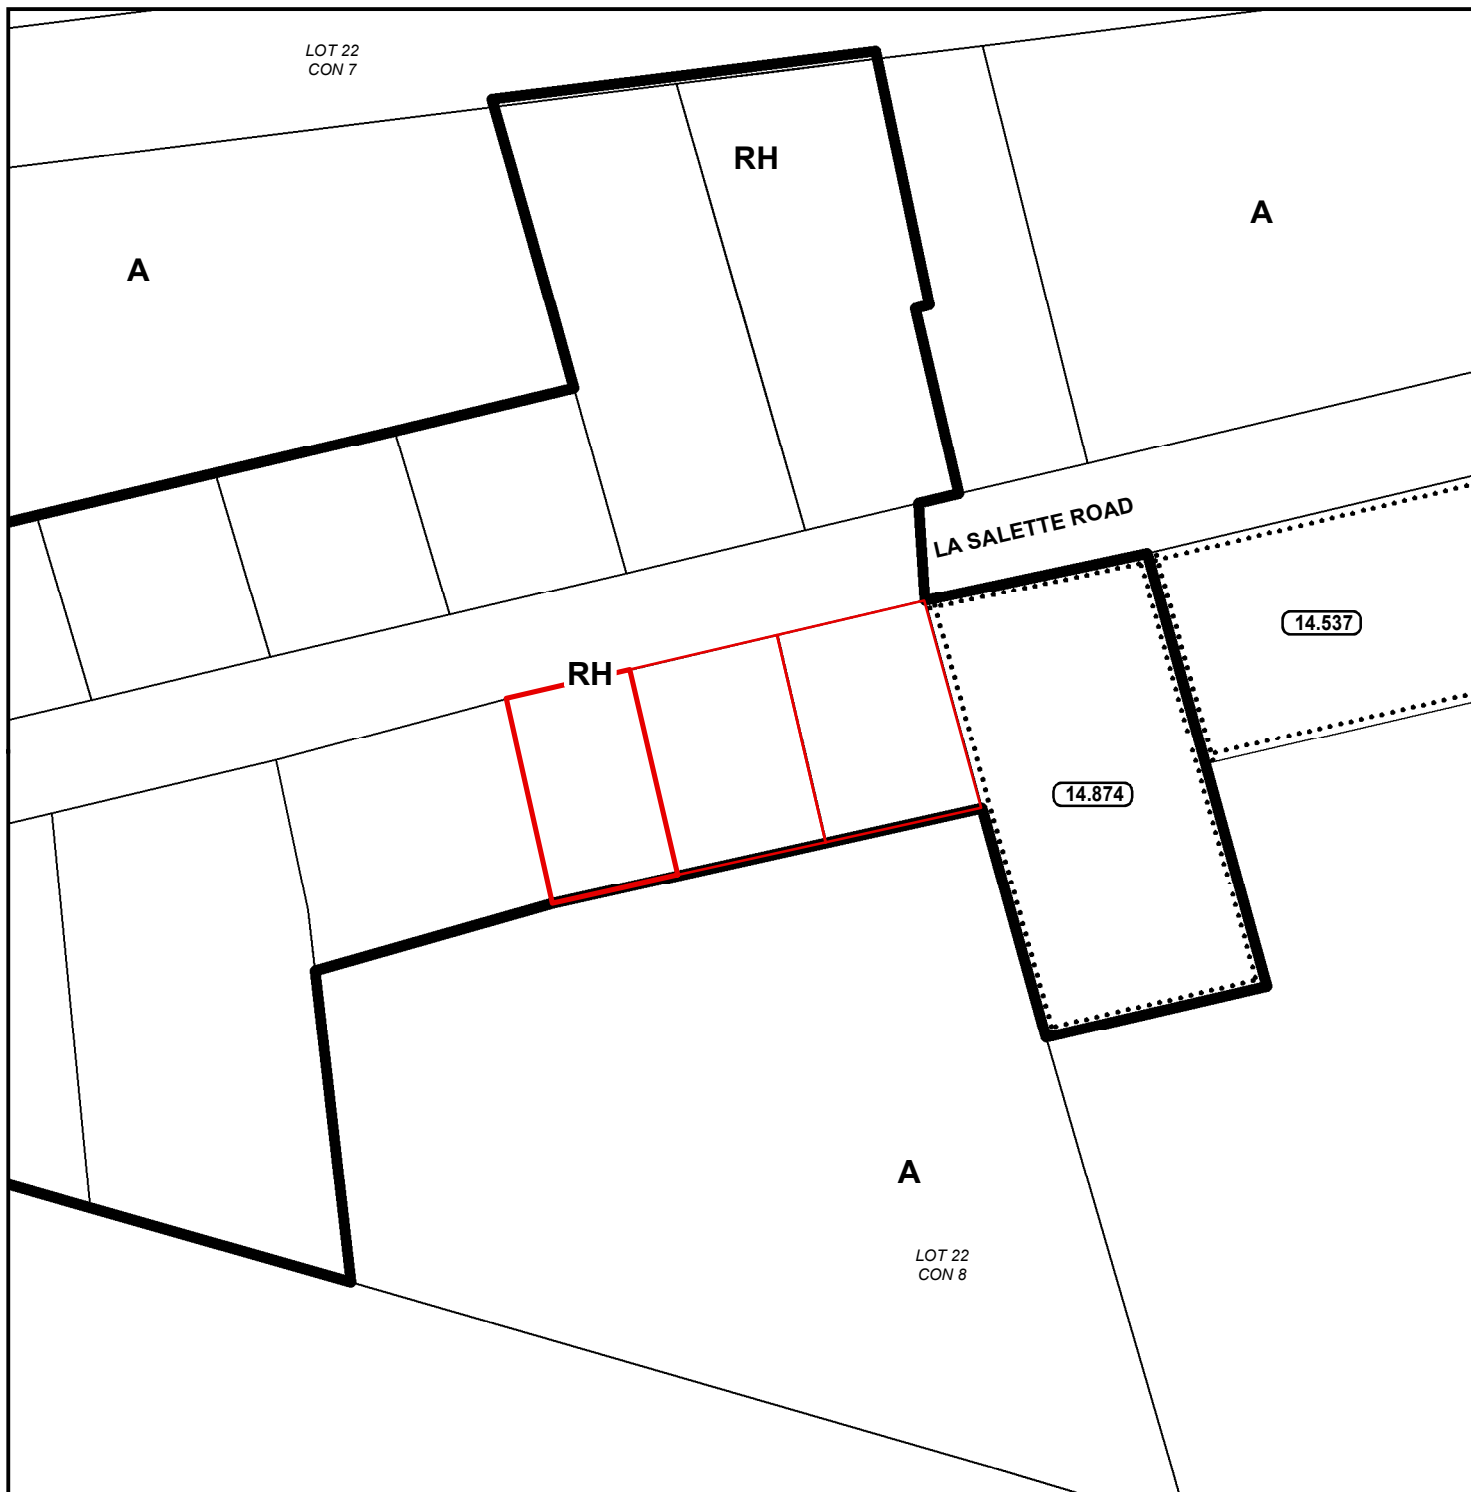 LOT 22
CON 7
RH
A
A
LA SALETTE ROAD
14.537
RH
14.874
A
LOT 22
CON 8